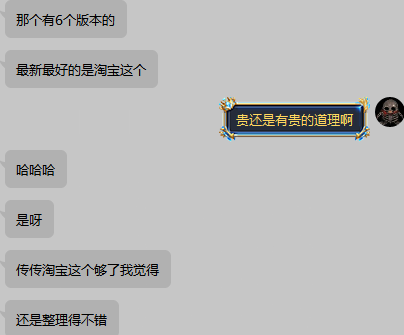 那个有6个版本的
最新最好的是淘宝这个
贵还是有贵的道理啊
哈哈哈
是呀
传传淘宝这个够了我觉得
还是整理得不错